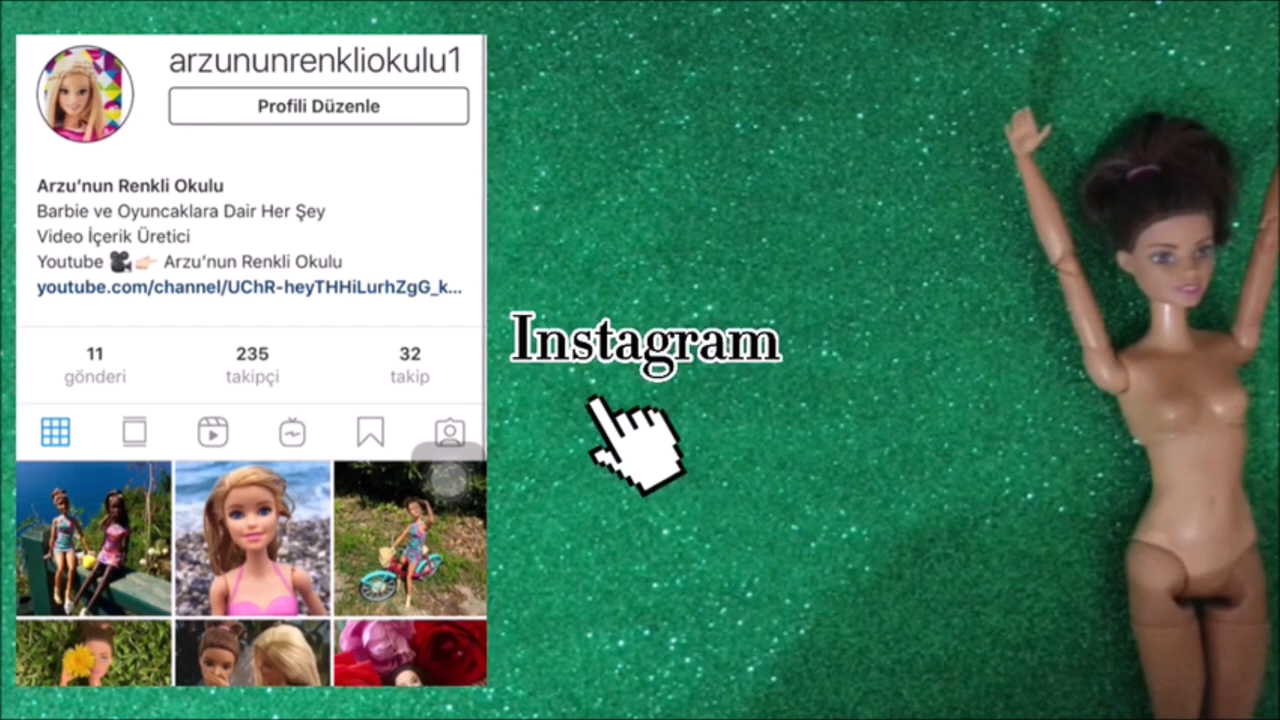 arzununrenkliokulu1
Profili Düzenle
Arzu’nun Renkli Okulu
Barbie ve Oyuncaklara Dair Her Şey
Video İçerik Üretici
Youtube 🎥👉🏻 Arzu’nun Renkli Okulu
youtube.com/channel/UChR-heyTHHiLurhZgG_k...
11 235 32
gönderi takipçi takip
Instagram